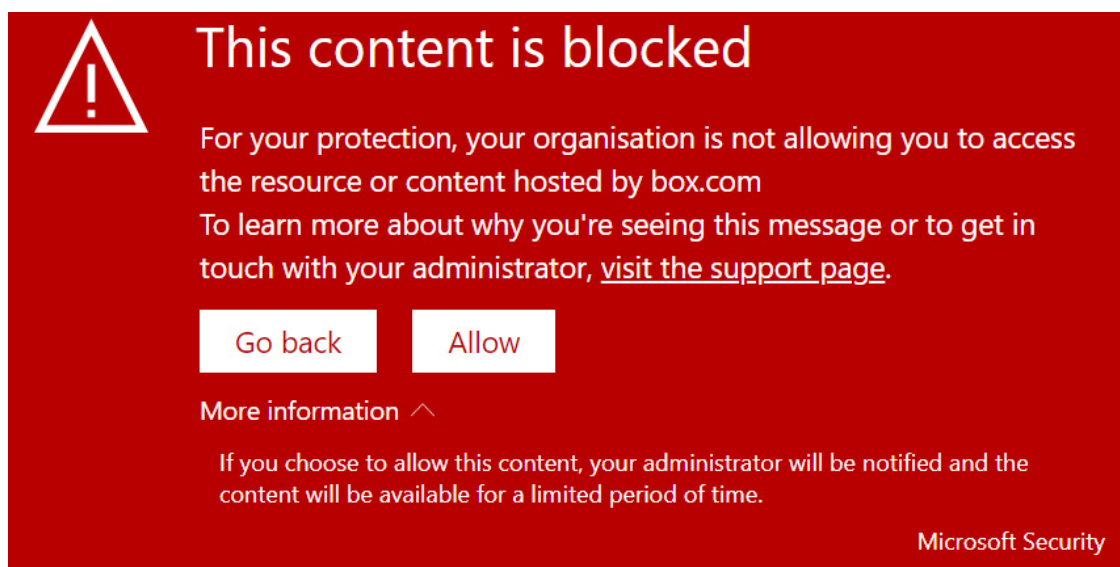 This content is blocked
For your protection, your organisation is not allowing you to access
the resource or content hosted by box.com
To learn more about why you're seeing this message or to get in
touch with your administrator, visit the support page.
Go back
Allow
More information
If you choose to allow this content, your administrator will be notified and the
content will be available for a limited period of time.
Microsoft Security